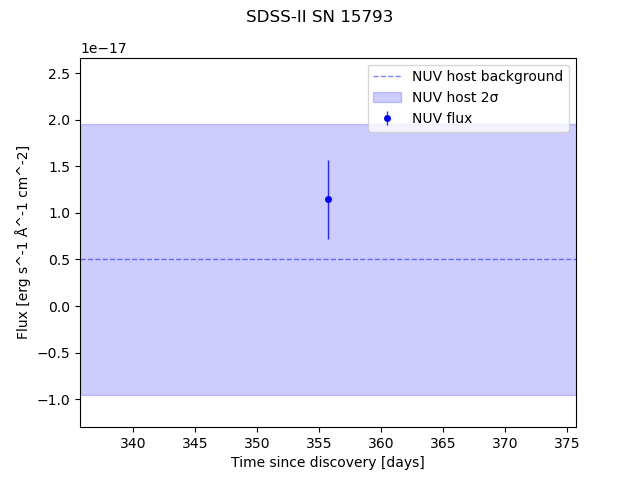 SDSS-II SN 15793
1e−17
NUV host background
NUV host 2σ
NUV flux
2.5
2.0
1.5
1.0
0.5
0.0
−0.5
−1.0
Flux [erg s^-1 Å^-1 cm^-2]
340 345 350 355 360 365 370 375
Time since discovery [days]